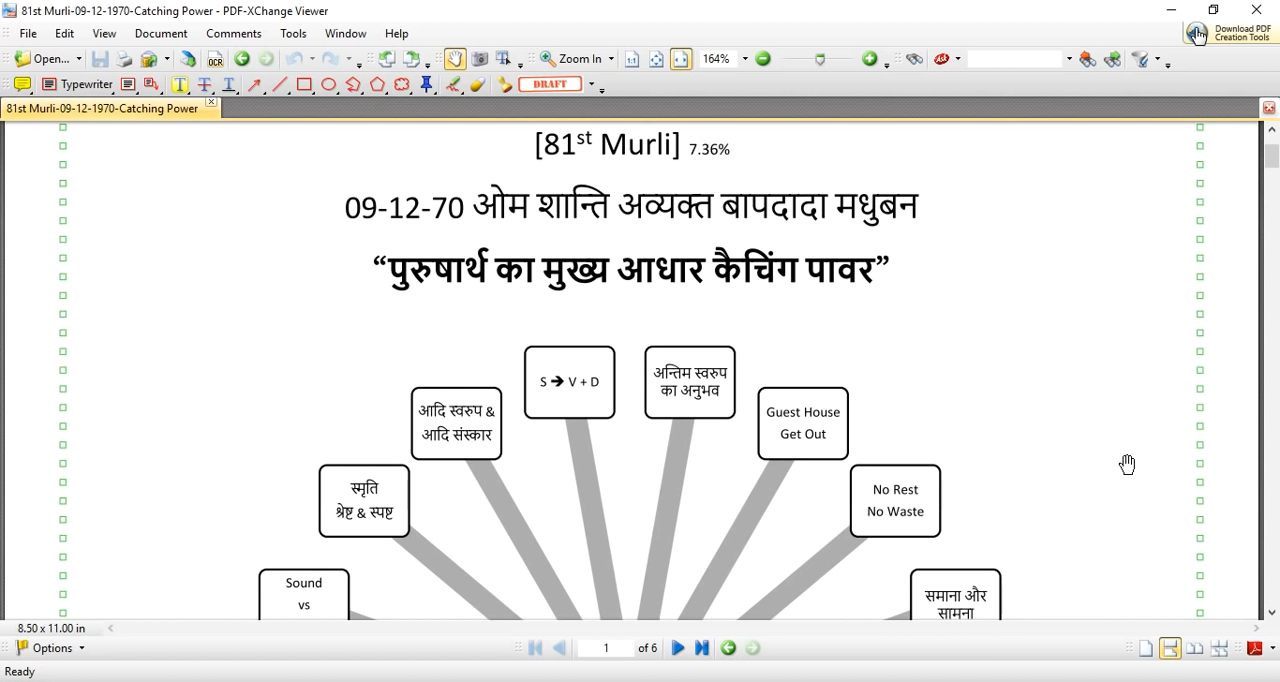 81st Murli-09-12-1970-Catching Power - PDF-XChange Viewer
File Edit View Document Comments Tools Window Help
Download PDF
Creation Tools
Open... OCR Zoom In 164%
Typewriter T T T DRAFT
81st Murli-09-12-1970-Catching Power
[81st Murli] 7.36%
09-12-70 ओम शान्ति अव्यक्त बापदादा मधुबन
“पुरुषार्थ का मुख्य आधार कैचिंग पावर”
S ➔ V + D
अन्तिम स्वरुप
का अनुभव
आदि स्वरुप &
आदि संस्कार
Guest House
Get Out
स्मृति
श्रेष्ट & स्पष्ट
No Rest
No Waste
Sound
vs
समाना और
सामना
8.50 x 11.00 in
Options 1 of 6
Ready